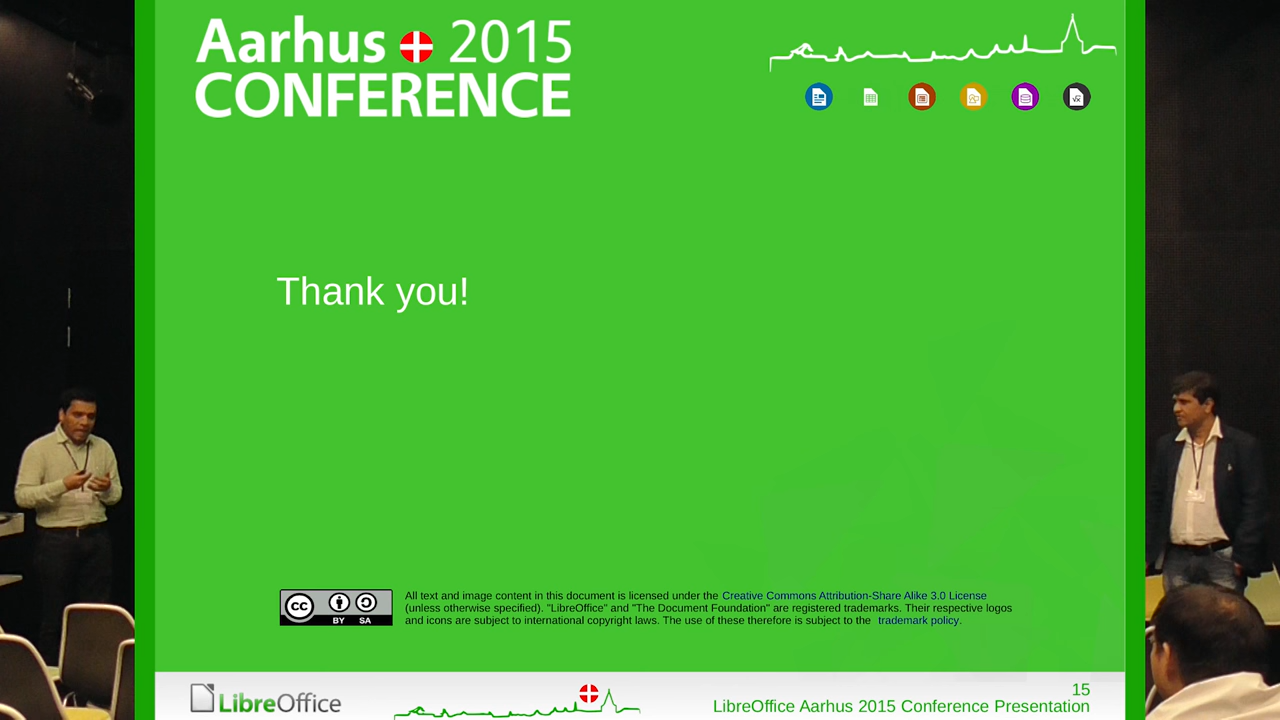 Aarhus 2015
CONFERENCE
Thank you!
All text and image content in this document is licensed under the Creative Commons Attribution-Share Alike 3.0 License
(unless otherwise specified). "LibreOffice" and "The Document Foundation" are registered trademarks. Their respective logos
and icons are subject to international copyright laws. The use of these therefore is subject to the trademark policy.
cc
BY SA
LibreOffice
15
LibreOffice Aarhus 2015 Conference Presentation